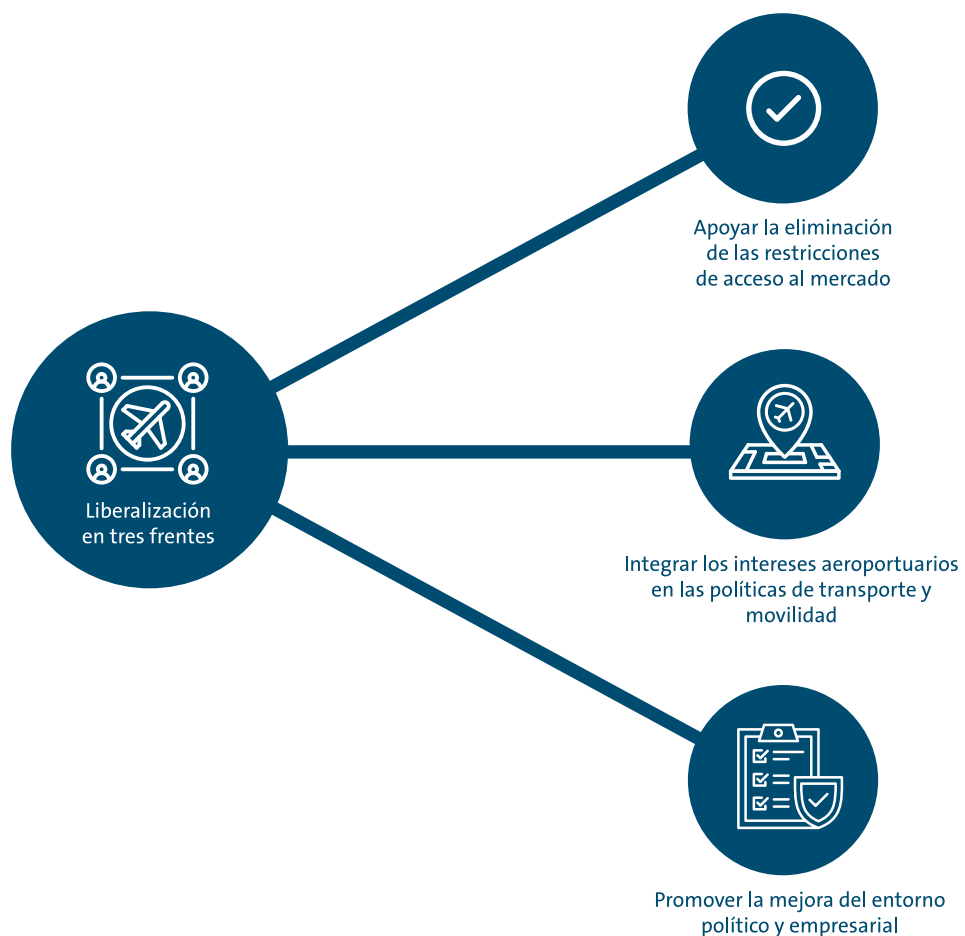 Apoyar la eliminación
de las restricciones
de acceso al mercado
Liberalización
en tres frentes
Integrar los intereses aeroportuarios
en las políticas de transporte y
movilidad
Promover la mejora del entorno
político y empresarial